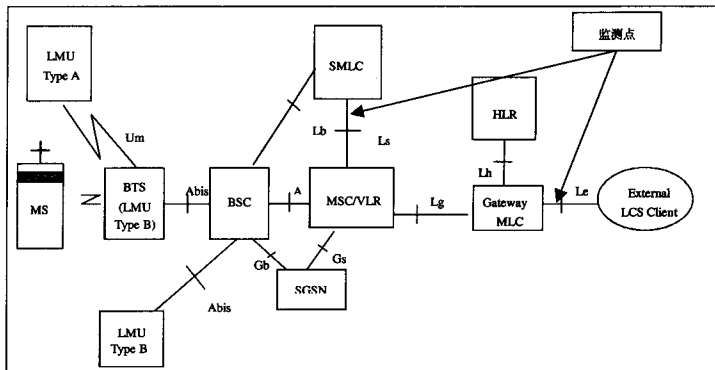 LMU
Type A
SMLC
监测点
HLR
Um
Lb
Ls
Lh
MS
BTS
(LMU
Type B)
Abis
BSC
A
MSC/VLR
Lg
Gateway
MLC
Le
External
LCS Client
Gb
Gs
SGSN
Abis
LMU
Type B